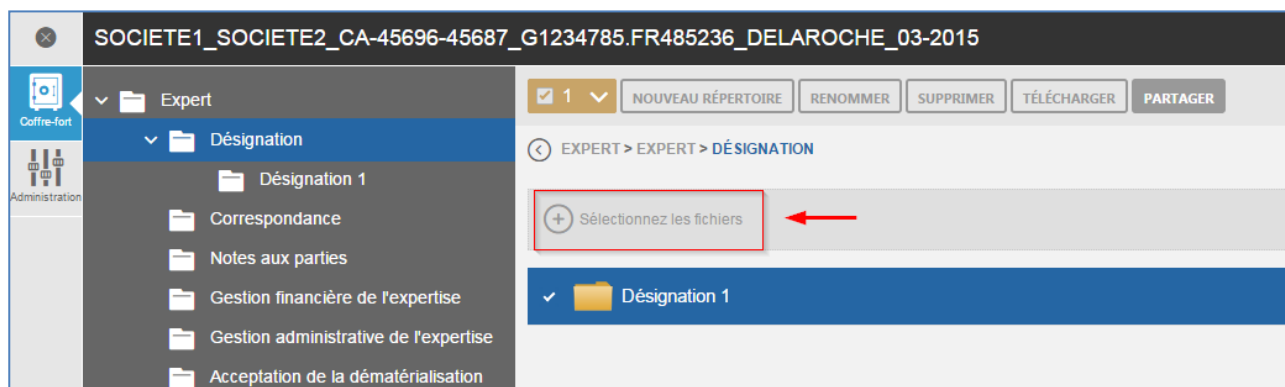 SOCIETE1_SOCIETE2_CA-45696-45687_G1234785.FR485236_DELAROCHE_03-2015
Coffre-fort
Administration
Expert
Désignation
Désignation 1
Correspondance
Notes aux parties
Gestion financière de l'expertise
Gestion administrative de l'expertise
Acceptation de la dématérialisation
1 NOUVEAU RÉPERTOIRE RENOMMER SUPPRIMER TÉLÉCHARGER PARTAGER
EXPERT > EXPERT > DÉSIGNATION
Sélectionnez les fichiers
Désignation 1